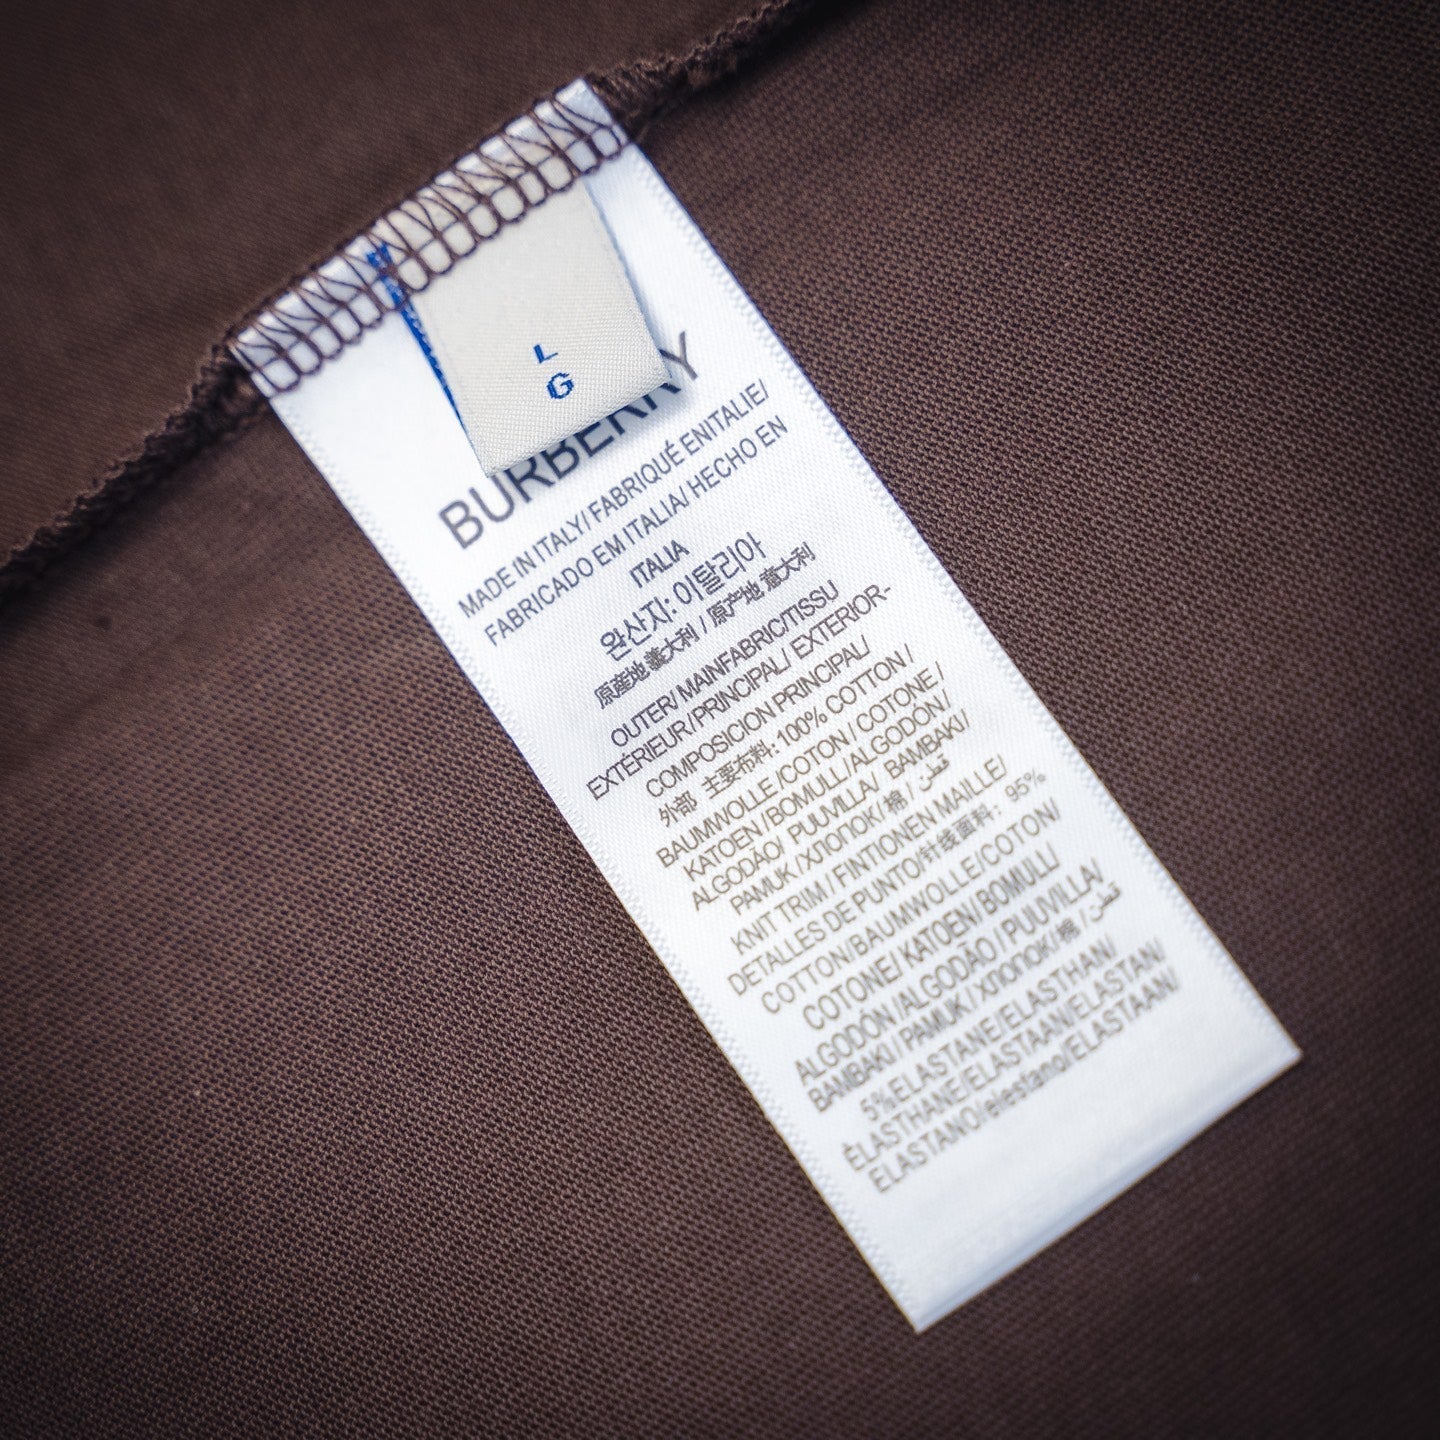 L
G
BURBERRY
MADE IN ITALY/ FABRIQUÉ ENITALIE/
FABRICADO EM ITALIA/ HECHO EN
ITALIA
완산지: 이탈리아
原産地 義大利 / 原产地 意大利
OUTER/ MAINFABRIC/TISSU
EXTÉRIEUR/PRINCIPAL/ EXTERIOR-
COMPOSICION PRINCIPAL/
外部 主要布料: 100% COTTON /
BAUMWOLLE /COTON / COTONE /
KATOEN /BOMULL/ALGODÓN/
ALGODÃO/ PUUVILLA/ BAMBAKI/
PAMUK /ХЛОПОК/ 棉 / قطن
KNIT TRIM / FINTIONEN MAILLE/
DETALLES DE PUNTO/针线面料: 95%
COTTON/BAUMWOLLE/COTON/
COTONE/ KATOEN/BOMULL/
ALGODÓN /ALGODÃO / PUUVILLA/
BAMBAKI / PAMUK / ХЛОПОК/ 棉 / قطن
5%ELASTANE/ELASTHAN/
ÈLASTHANE/ELASTAAN/ELASTAN/
ELASTANO/elestano/ELASTAAN/